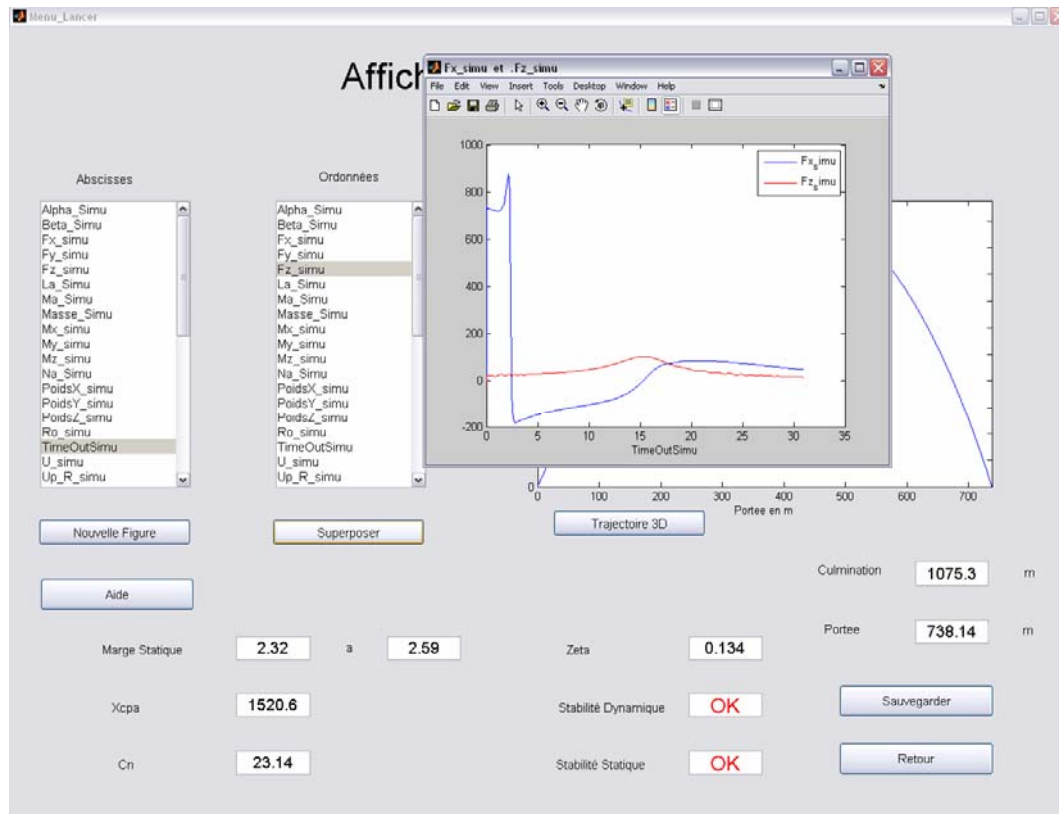 Menu_Lancer
Affich
Fx_simu et .Fz_simu
File Edit View Insert Tools Desktop Window Help
1000
800
600
400
200
0
-200
0 5 10 15 20 25 30 35
TimeOutSimu
Fx_simu
Fz_simu
Abscisses
Alpha_Simu
Beta_Simu
Fx_simu
Fy_simu
Fz_simu
La_Simu
Ma_Simu
Masse_Simu
Mx_simu
My_simu
Mz_simu
Na_Simu
PoidsX_simu
PoidsY_simu
PoidsZ_simu
Ro_simu
TimeOutSimu
U_simu
Up_R_simu
Ordonnées
Alpha_Simu
Beta_Simu
Fx_simu
Fy_simu
Fz_simu
La_Simu
Ma_Simu
Masse_Simu
Mx_simu
My_simu
Mz_simu
Na_Simu
PoidsX_simu
PoidsY_simu
PoidsZ_simu
Ro_simu
TimeOutSimu
U_simu
Up_R_simu
0
0 100 200 300 400 500 600 700
Portee en m
Nouvelle Figure
Superposer
Trajectoire 3D
Aide
Culmination 1075.3 m
Portee 738.14 m
Marge Statique 2.32 a 2.59
Zeta 0.134
Xcpa 1520.6
Stabilité Dynamique OK
Sauvegarder
Cn 23.14
Stabilité Statique OK
Retour